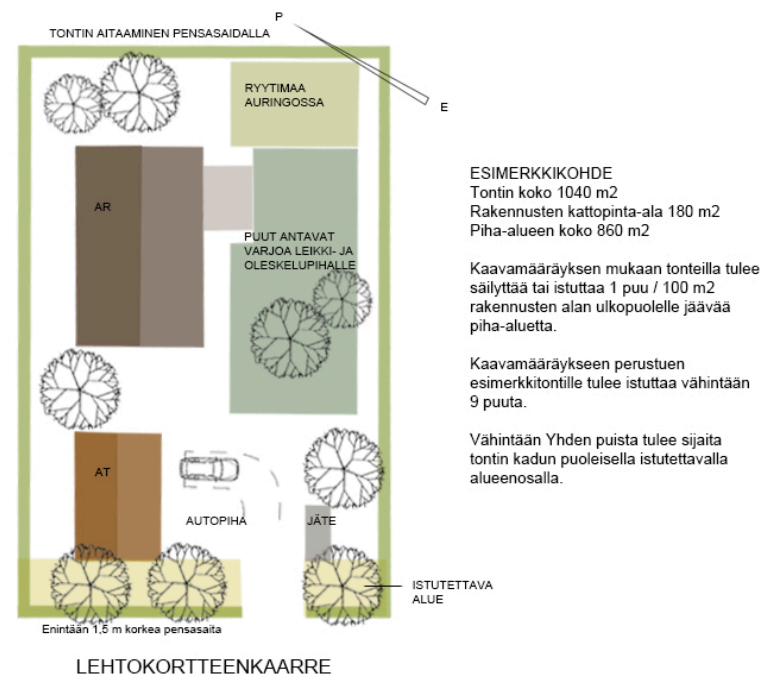 P
TONTIN AITAAMINEN PENSASAIDALLA
E
RYYTIMAA
AURINGOSSA
AR
PUUT ANTAVAT
VARJOA LEIKKI- JA
OLESKELUPIHALLE
AT
AUTOPIHA
JÄTE
ISTUTETTAVA
ALUE
Enintään 1,5 m korkea pensasaita
LEHTOKORTTEENKAARRE
ESIMERKKIKOHDE
Tontin koko 1040 m2
Rakennusten kattopinta-ala 180 m2
Piha-alueen koko 860 m2
Kaavamääräyksen mukaan tonteilla tulee
säilyttää tai istuttaa 1 puu / 100 m2
rakennusten alan ulkopuolelle jäävää
piha-aluetta.
Kaavamääräykseen perustuen
esimerkkitontille tulee istuttaa vähintään
9 puuta.
Vähintään Yhden puista tulee sijaita
tontin kadun puoleisella istutettavalla
alueenosalla.